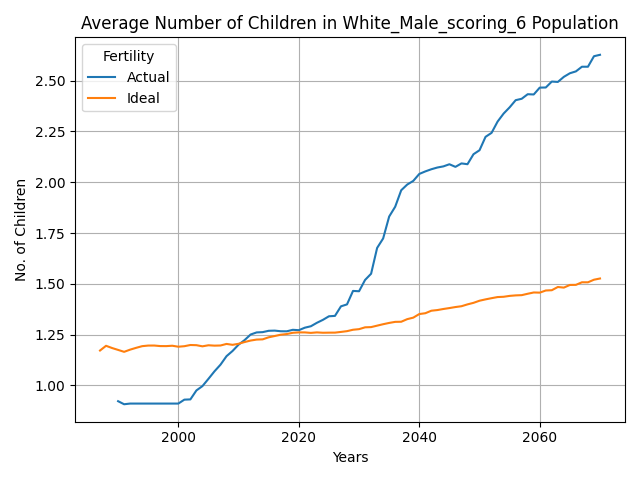 Average Number of Children in White_Male_scoring_6 Population
Fertility
Actual
Ideal
No. of Children
2.50
2.25
2.00
1.75
1.50
1.25
1.00
2000
2020
2040
2060
Years